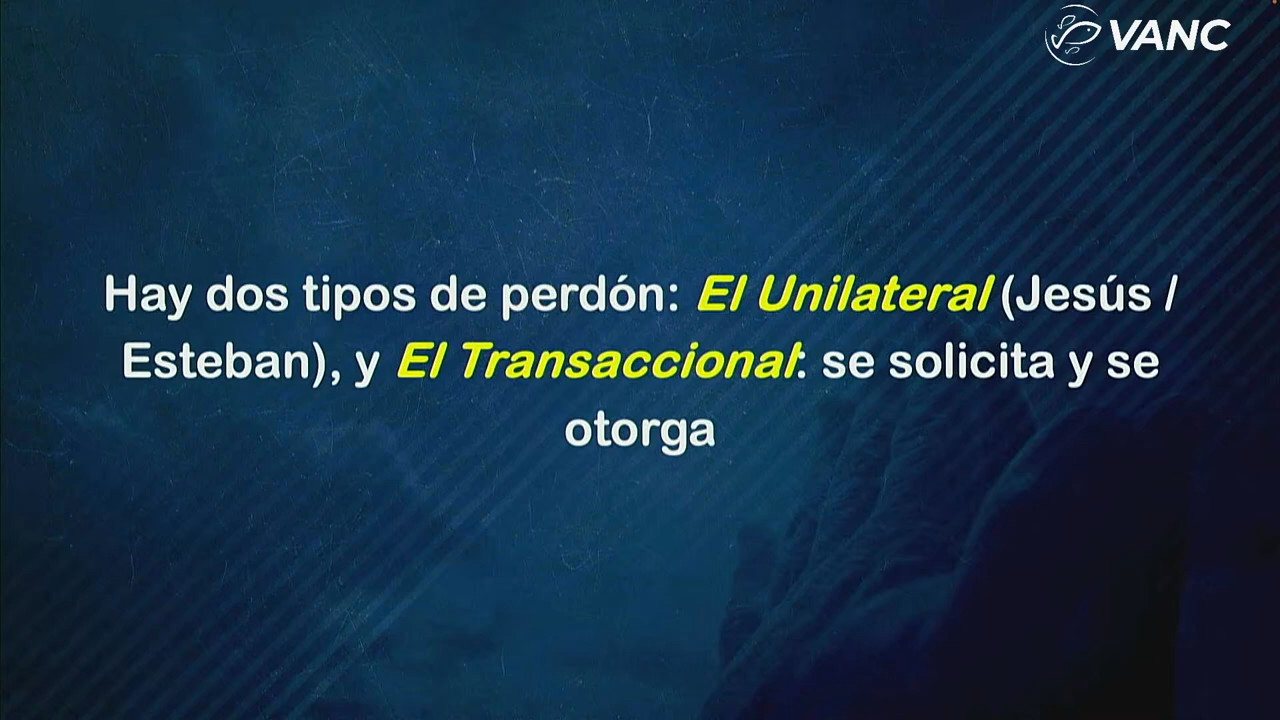 VANC
Hay dos tipos de perdón: El Unilateral (Jesús /
Esteban), y El Transaccional: se solicita y se
otorga